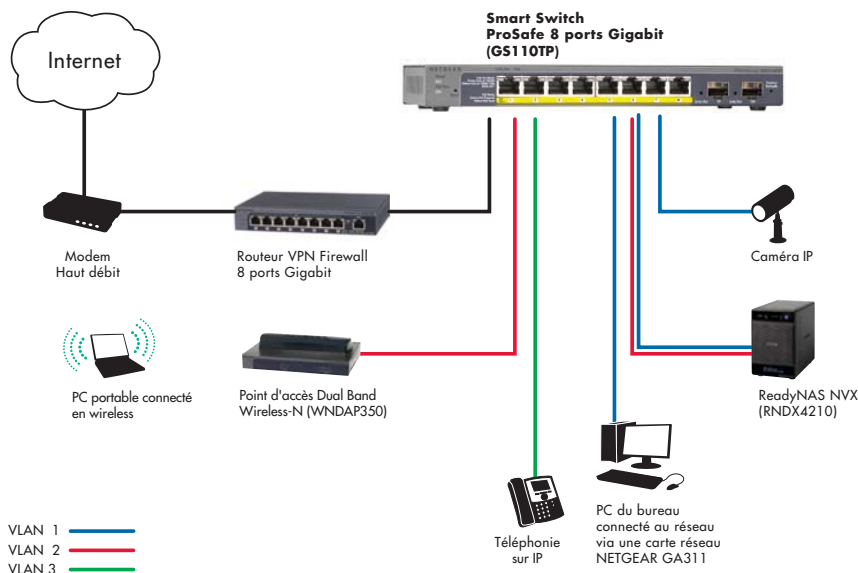 Smart Switch
ProSafe 8 ports Gigabit
(GS110TP)
Internet
NETGEAR
Modem
Haut débit
Routeur VPN Firewall
8 ports Gigabit
Caméra IP
PC portable connecté
en wireless
Point d'accès Dual Band
Wireless-N (WNDAP350)
ReadyNAS NVX
(RNDX4210)
Téléphonie
sur IP
PC du bureau
connecté au réseau
via une carte réseau
NETGEAR GA311
VLAN 1
VLAN 2
VLAN 3